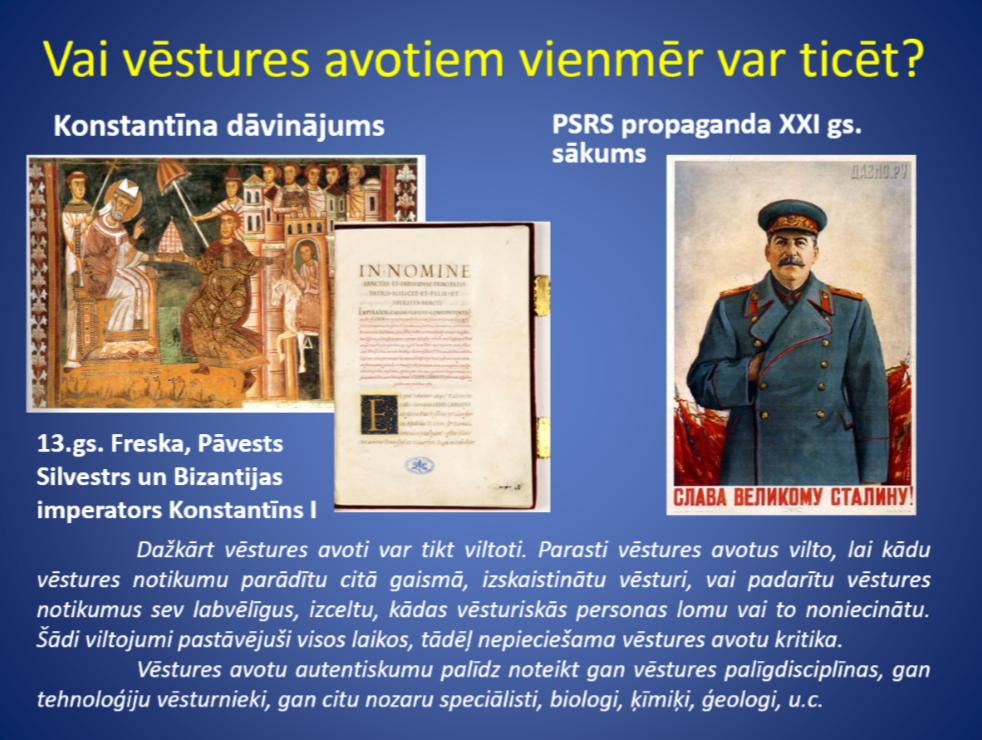 Vai vēstures avotiem vienmēr var ticēt?
Konstantīna dāvinājums
PSRS propaganda XXI gs.
sākums
ДАВНО.РУ
IN NOMINE
E
СЛАВА ВЕЛИКОМУ СТАЛИНУ!
13.gs. Freska, Pāvests
Silvestrs un Bizantijas
imperators Konstantīns I
Dažkārt vēstures avoti var tikt viltoti. Parasti vēstures avotus vilto, lai kādu
vēstures notikumu parādītu citā gaismā, izskaistinātu vēsturi, vai padarītu vēstures
notikumus sev labvēlīgus, izceltu, kādas vēsturiskās personas lomu vai to noniecinātu.
Šādi viltojumi pastāvējuši visos laikos, tādēļ nepieciešama vēstures avotu kritika.
Vēstures avotu autentiskumu palīdz noteikt gan vēstures palīgdisciplīnas, gan
tehnoloģiju vēsturnieki, gan citu nozaru speciālisti, biologi, ķīmiķi, ģeologi, u.c.